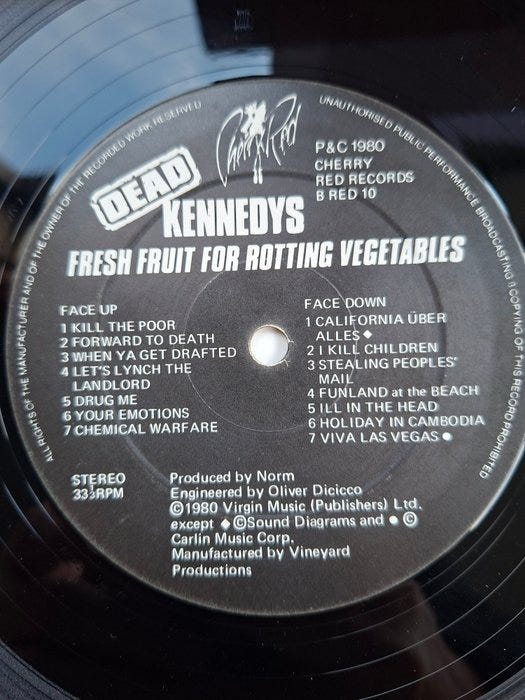 ALL RIGHTS OF THE MANUFACTURER AND OF THE OWNER OF THE RECORDED WORK RESERVED
UNAUTHORISED PUBLIC PERFORMANCE BROADCASTING & COPYING OF THIS RECORD PROHIBITED
Cherry Red
P&C 1980
CHERRY
RED RECORDS
B RED 10
DEAD
KENNEDYS
FRESH FRUIT FOR ROTTING VEGETABLES
FACE UP
1 KILL THE POOR
2 FORWARD TO DEATH
3 WHEN YA GET DRAFTED
4 LET'S LYNCH THE
LANDLORD
5 DRUG ME
6 YOUR EMOTIONS
7 CHEMICAL WARFARE
FACE DOWN
1 CALIFORNIA ÜBER
ALLES ◆
2 I KILL CHILDREN
3 STEALING PEOPLES'
MAIL
4 FUNLAND at the BEACH
5 ILL IN THE HEAD
6 HOLIDAY IN CAMBODIA
7 VIVA LAS VEGAS ●
STEREO
33⅓RPM
Produced by Norm
Engineered by Oliver Dicicco
©1980 Virgin Music (Publishers) Ltd.
except ◆ ©Sound Diagrams and ● ©
Carlin Music Corp.
Manufactured by Vineyard
Productions